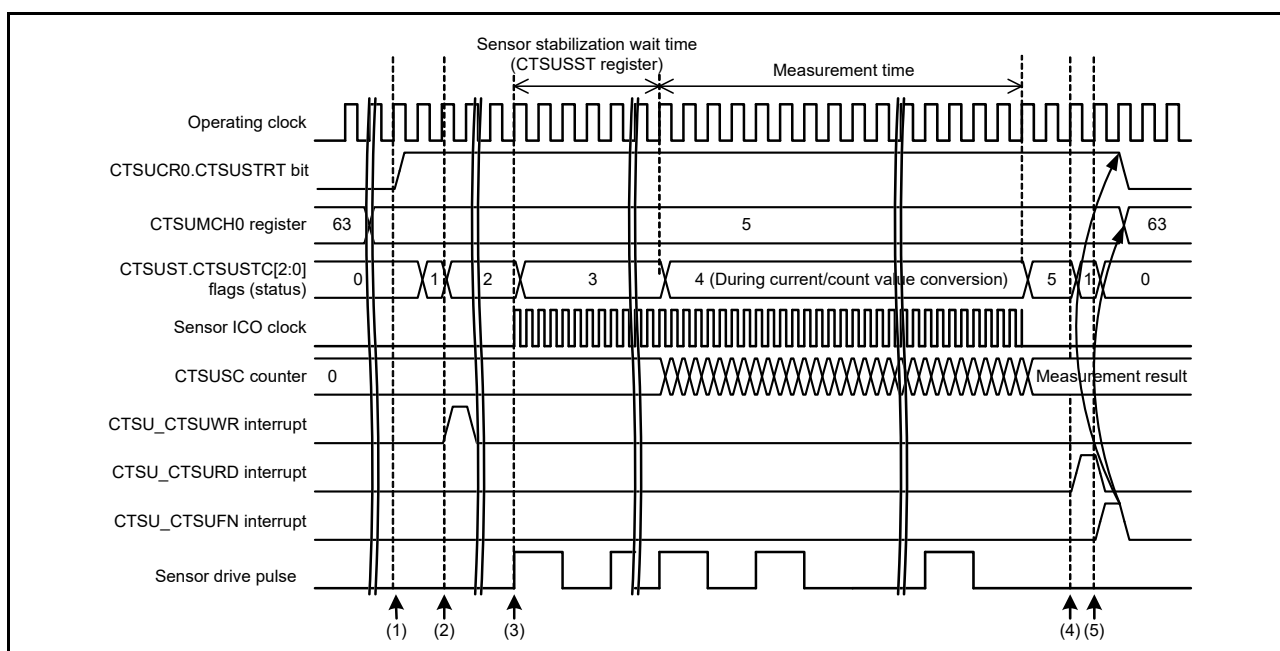 Sensor stabilization wait time
(CTSUSST register)
Measurement time
Operating clock
CTSUCR0.CTSUSTRT bit
CTSUMCH0 register
63
5
63
CTSUST.CTSUSTC[2:0]
flags (status)
0
1
2
3
4 (During current/count value conversion)
5
1
0
Sensor ICO clock
CTSUSC counter
0
Measurement result
CTSU_CTSUWR interrupt
CTSU_CTSURD interrupt
CTSU_CTSUFN interrupt
Sensor drive pulse
(1)
(2)
(3)
(4)
(5)